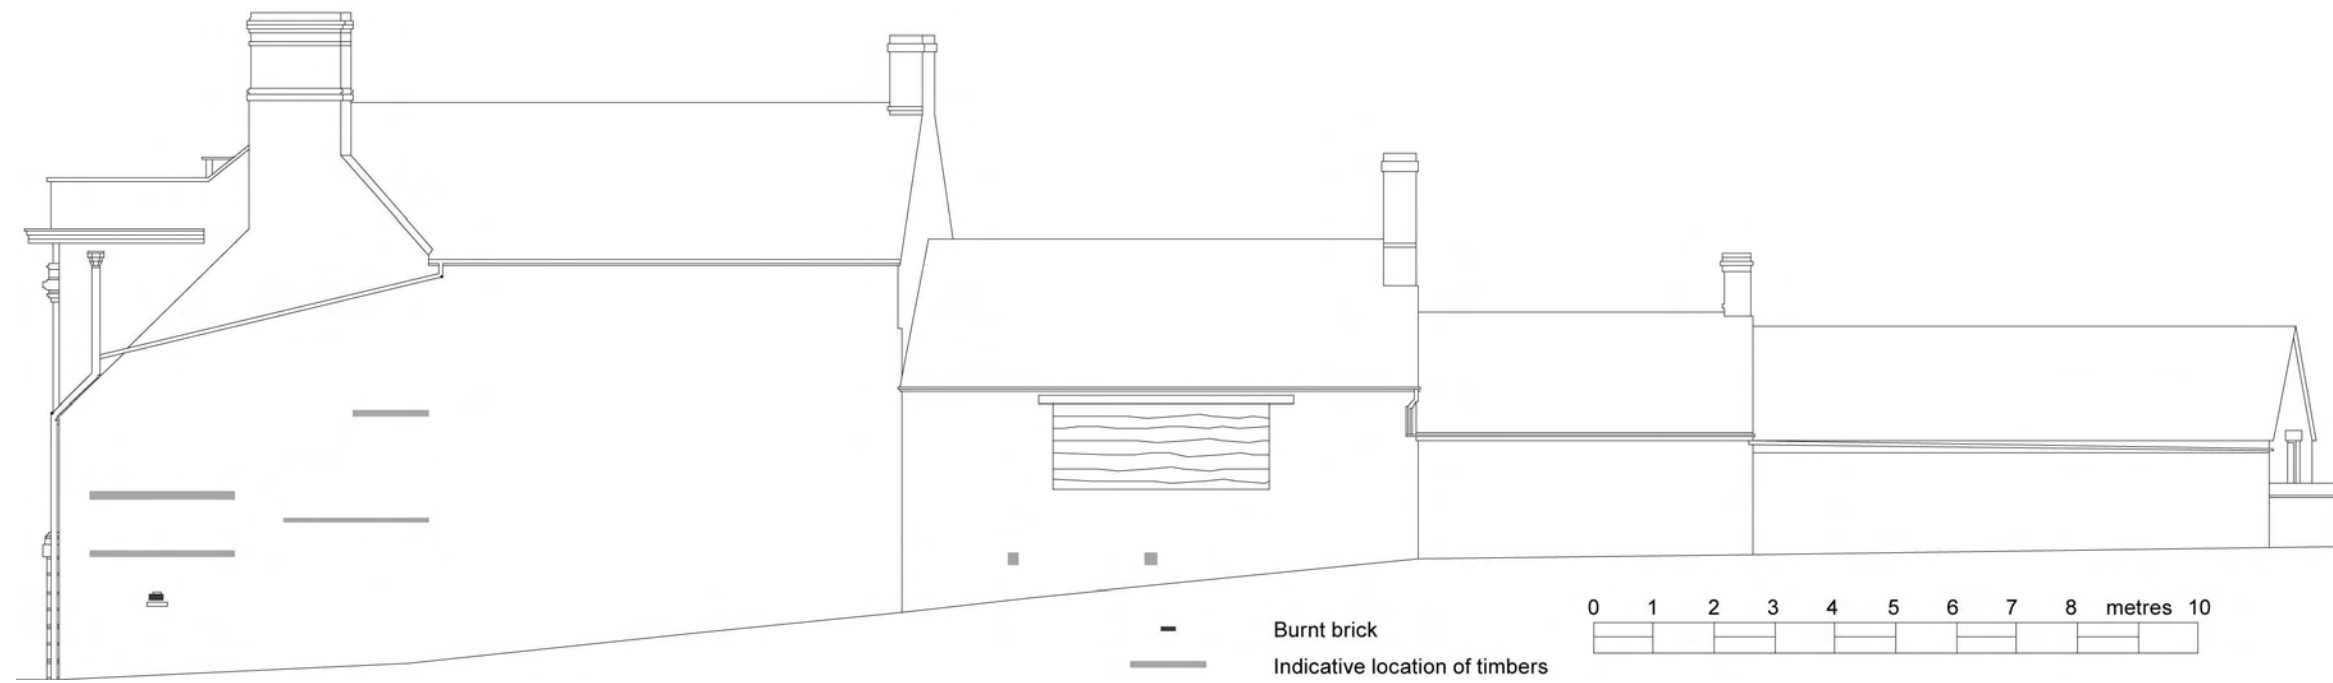 0 1 2 3 4 5 6 7 8 metres 10
Burnt brick
Indicative location of timbers